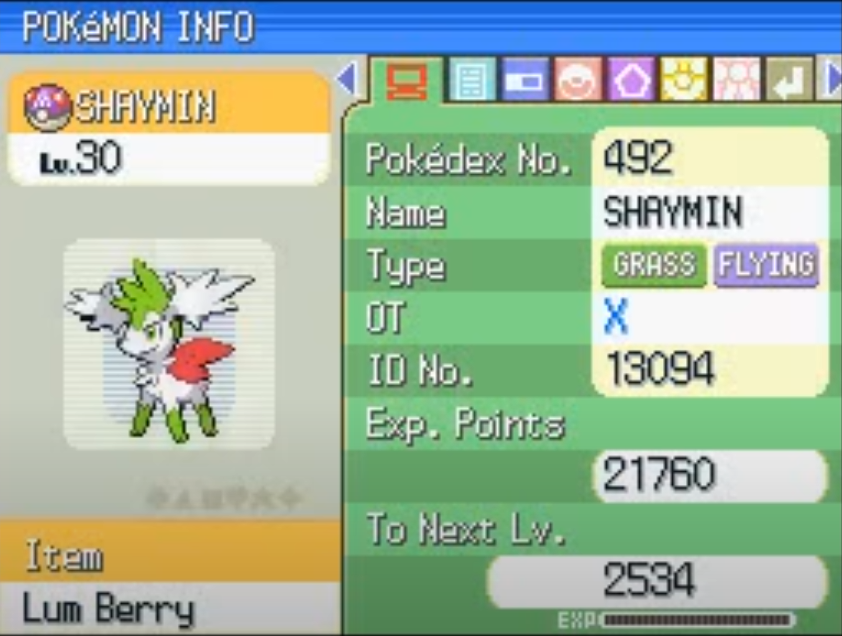 POKéMON INFO
SHAYMIN
Lv.30
Pokédex No. 492
Name SHAYMIN
Type GRASS FLYING
OT X
ID No. 13094
Exp. Points
21760
To Next Lv.
2534
EXP
Item
Lum Berry